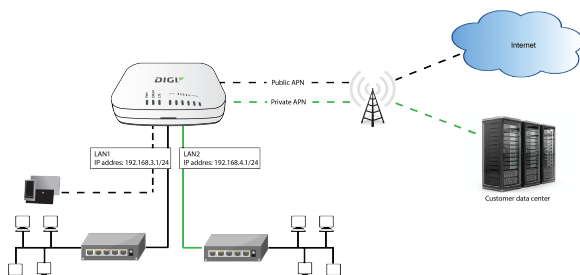 DIGI
Public APN
Private APN
Internet
LAN1
IP addres: 192.168.3.1/24
LAN2
IP addres: 192.168.4.1/24
Customer data center